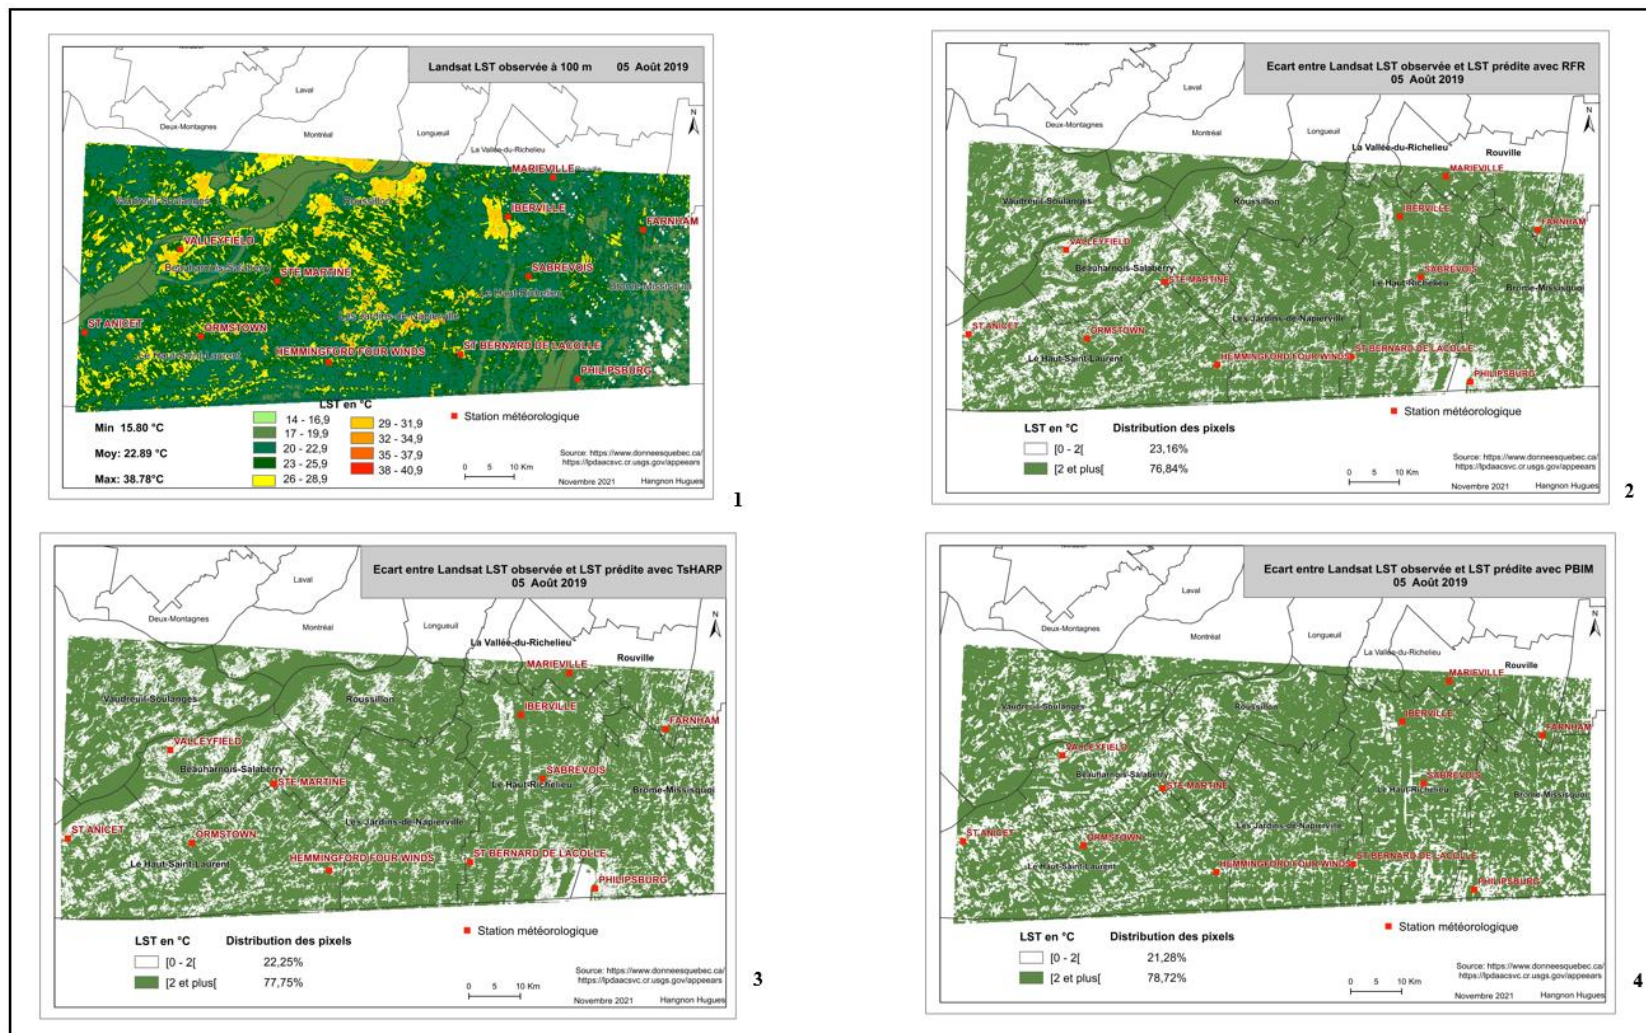 Landsat LST observée à 100 m 05 Août 2019
Laval
Deux-Montagnes
Montréal
Longueuil
La Vallée-du-Richelieu
N
MARIEVILLE
Rouville
Vaudreuil-Soulanges
Roussillon
IBERVILLE
FARNHAM
VALLEYFIELD
Beauharnois-Salaberry
STE MARTINE
SABREVOIS
Le Haut-Richelieu
Brome-Missisquoi
ST ANICET
ORMSTOWN
Les Jardins-de-Napierville
Le Haut-Saint-Laurent
HEMMINGFORD FOUR WINDS
ST BERNARD DE LACOLLE
PHILIPSBURG
LST en °C
Min 15.80 °C
Moy: 22.89 °C
Max: 38.78°C
14 - 16,9
17 - 19,9
20 - 22,9
23 - 25,9
26 - 28,9
29 - 31,9
32 - 34,9
35 - 37,9
38 - 40,9
Station météorologique
0 5 10 Km
Source: https://www.donneesquebec.ca/
https://lpdaacsvc.cr.usgs.gov/appeears
Novembre 2021 Hangnon Hugues
1
Ecart entre Landsat LST observée et LST prédite avec RFR
05 Août 2019
Laval
Deux-Montagnes
Montréal
Longueuil
La Vallée-du-Richelieu
Rouville
N
MARIEVILLE
Vaudreuil-Soulanges
Roussillon
IBERVILLE
FARNHAM
VALLEYFIELD
Beauharnois-Salaberry
STE MARTINE
SABREVOIS
Le Haut-Richelieu
Brome-Missisquoi
ST ANICET
ORMSTOWN
Les Jardins-de-Napierville
Le Haut-Saint-Laurent
HEMMINGFORD FOUR WINDS
ST BERNARD DE LACOLLE
PHILIPSBURG
Station météorologique
LST en °C Distribution des pixels
[0 - 2[ 23,16%
[2 et plus[ 76,84%
0 5 10 Km
Source: https://www.donneesquebec.ca/
https://lpdaacsvc.cr.usgs.gov/appeears
Novembre 2021 Hangnon Hugues
2
Ecart entre Landsat LST observée et LST prédite avec TsHARP
05 Août 2019
Laval
Deux-Montagnes
Montréal
Longueuil
La Vallée-du-Richelieu
Rouville
N
MARIEVILLE
Vaudreuil-Soulanges
Roussillon
IBERVILLE
FARNHAM
VALLEYFIELD
Beauharnois-Salaberry
STE MARTINE
SABREVOIS
Le Haut-Richelieu
Brome-Missisquoi
ST ANICET
ORMSTOWN
Les Jardins-de-Napierville
Le Haut-Saint-Laurent
HEMMINGFORD FOUR WINDS
ST BERNARD DE LACOLLE
PHILIPSBURG
Station météorologique
LST en °C Distribution des pixels
[0 - 2[ 22,25%
[2 et plus[ 77,75%
0 5 10 Km
Source: https://www.donneesquebec.ca/
https://lpdaacsvc.cr.usgs.gov/appeears
Novembre 2021 Hangnon Hugues
3
Ecart entre Landsat LST observée et LST prédite avec PBIM
05 Août 2019
Laval
Deux-Montagnes
Montréal
Longueuil
La Vallée-du-Richelieu
Rouville
N
MARIEVILLE
Vaudreuil-Soulanges
Roussillon
IBERVILLE
FARNHAM
VALLEYFIELD
Beauharnois-Salaberry
STE MARTINE
SABREVOIS
Le Haut-Richelieu
Brome-Missisquoi
ST ANICET
ORMSTOWN
Les Jardins-de-Napierville
Le Haut-Saint-Laurent
HEMMINGFORD FOUR WINDS
ST BERNARD DE LACOLLE
PHILIPSBURG
Station météorologique
LST en °C Distribution des pixels
[0 - 2[ 21,28%
[2 et plus[ 78,72%
0 5 10 Km
Source: https://www.donneesquebec.ca/
https://lpdaacsvc.cr.usgs.gov/appeears
Novembre 2021 Hangnon Hugues
4